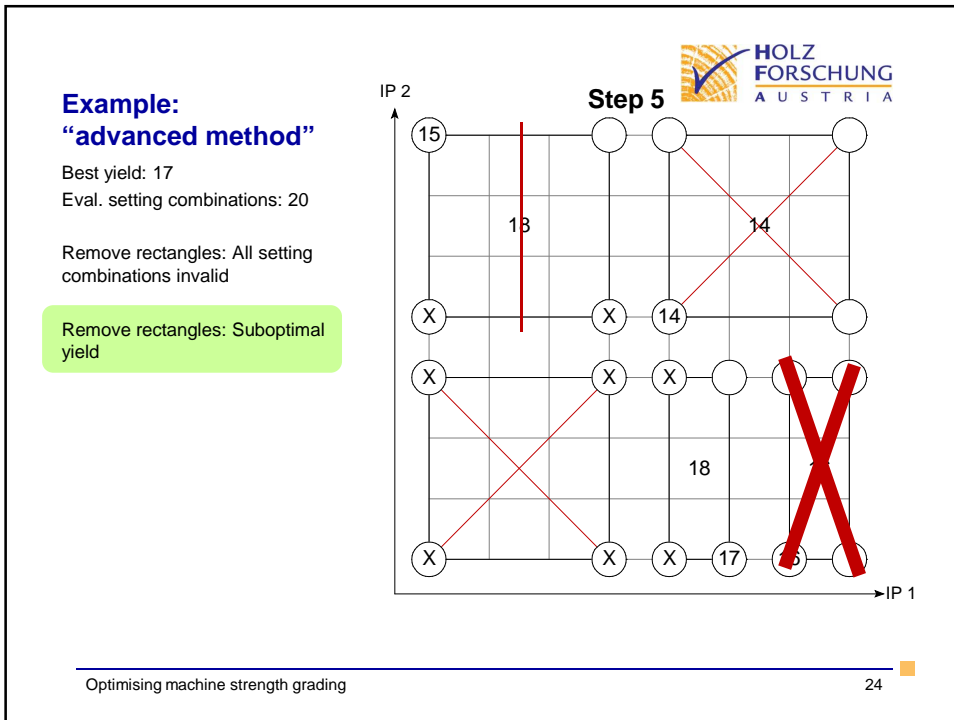 HOLZ
FORSCHUNG
AUSTRIA
Example:
"advanced method"
Best yield: 17
Eval. setting combinations: 20
Remove rectangles: All setting
combinations invalid
Remove rectangles: Suboptimal
yield
IP 2
Step 5
15
18
14
X X 14
X X X
18
X X X 17 16
IP 1
Optimising machine strength grading
24